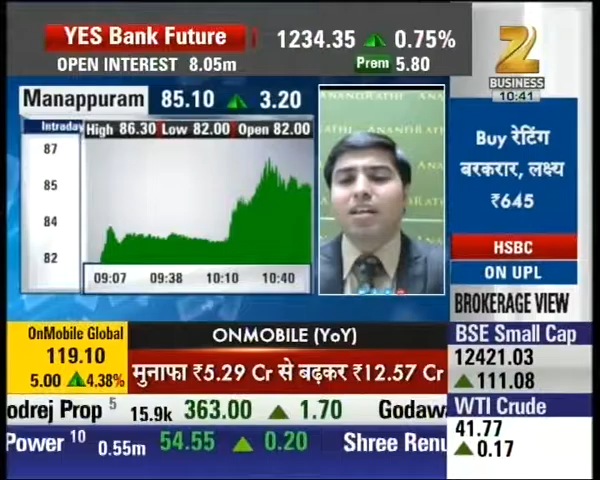 YES Bank Future
1234.35 0.75%
OPEN INTEREST 8.05m
Prem 5.80
Z
BUSINESS
10:41
Manappuram 85.10 3.20
Intraday High 86.30 Low 82.00 Open 82.00
87
85
84
82
09:07 09:38 10:10 10:40
ANANDRATHI
Buy रेटिंग
बरकरार, लक्ष्य
₹645
HSBC
ON UPL
BROKERAGE VIEW
OnMobile Global
119.10
5.00 4.38%
ONMOBILE (YoY)
मुनाफा ₹5.29 Cr से बढ़कर ₹12.57 Cr
BSE Small Cap
12421.03
111.08
odrej Prop 5 15.9k 363.00 1.70 Godaw
WTI Crude
41.77
0.17
Power 10 0.55m 54.55 0.20 Shree Renu